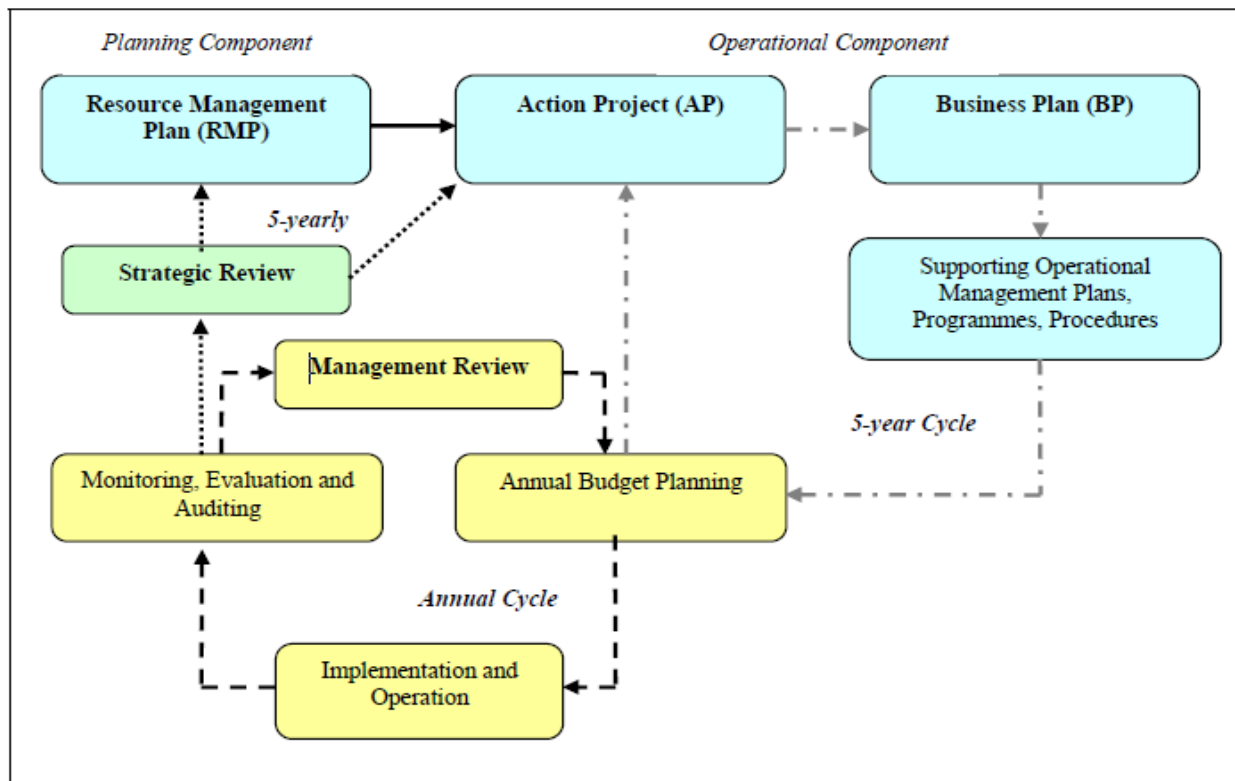 Planning Component
Operational Component
Resource Management
Plan (RMP)
Action Project (AP)
Business Plan (BP)
5-yearly
Strategic Review
Supporting Operational
Management Plans,
Programmes, Procedures
Management Review
5-year Cycle
Monitoring, Evaluation and
Auditing
Annual Budget Planning
Annual Cycle
Implementation and
Operation